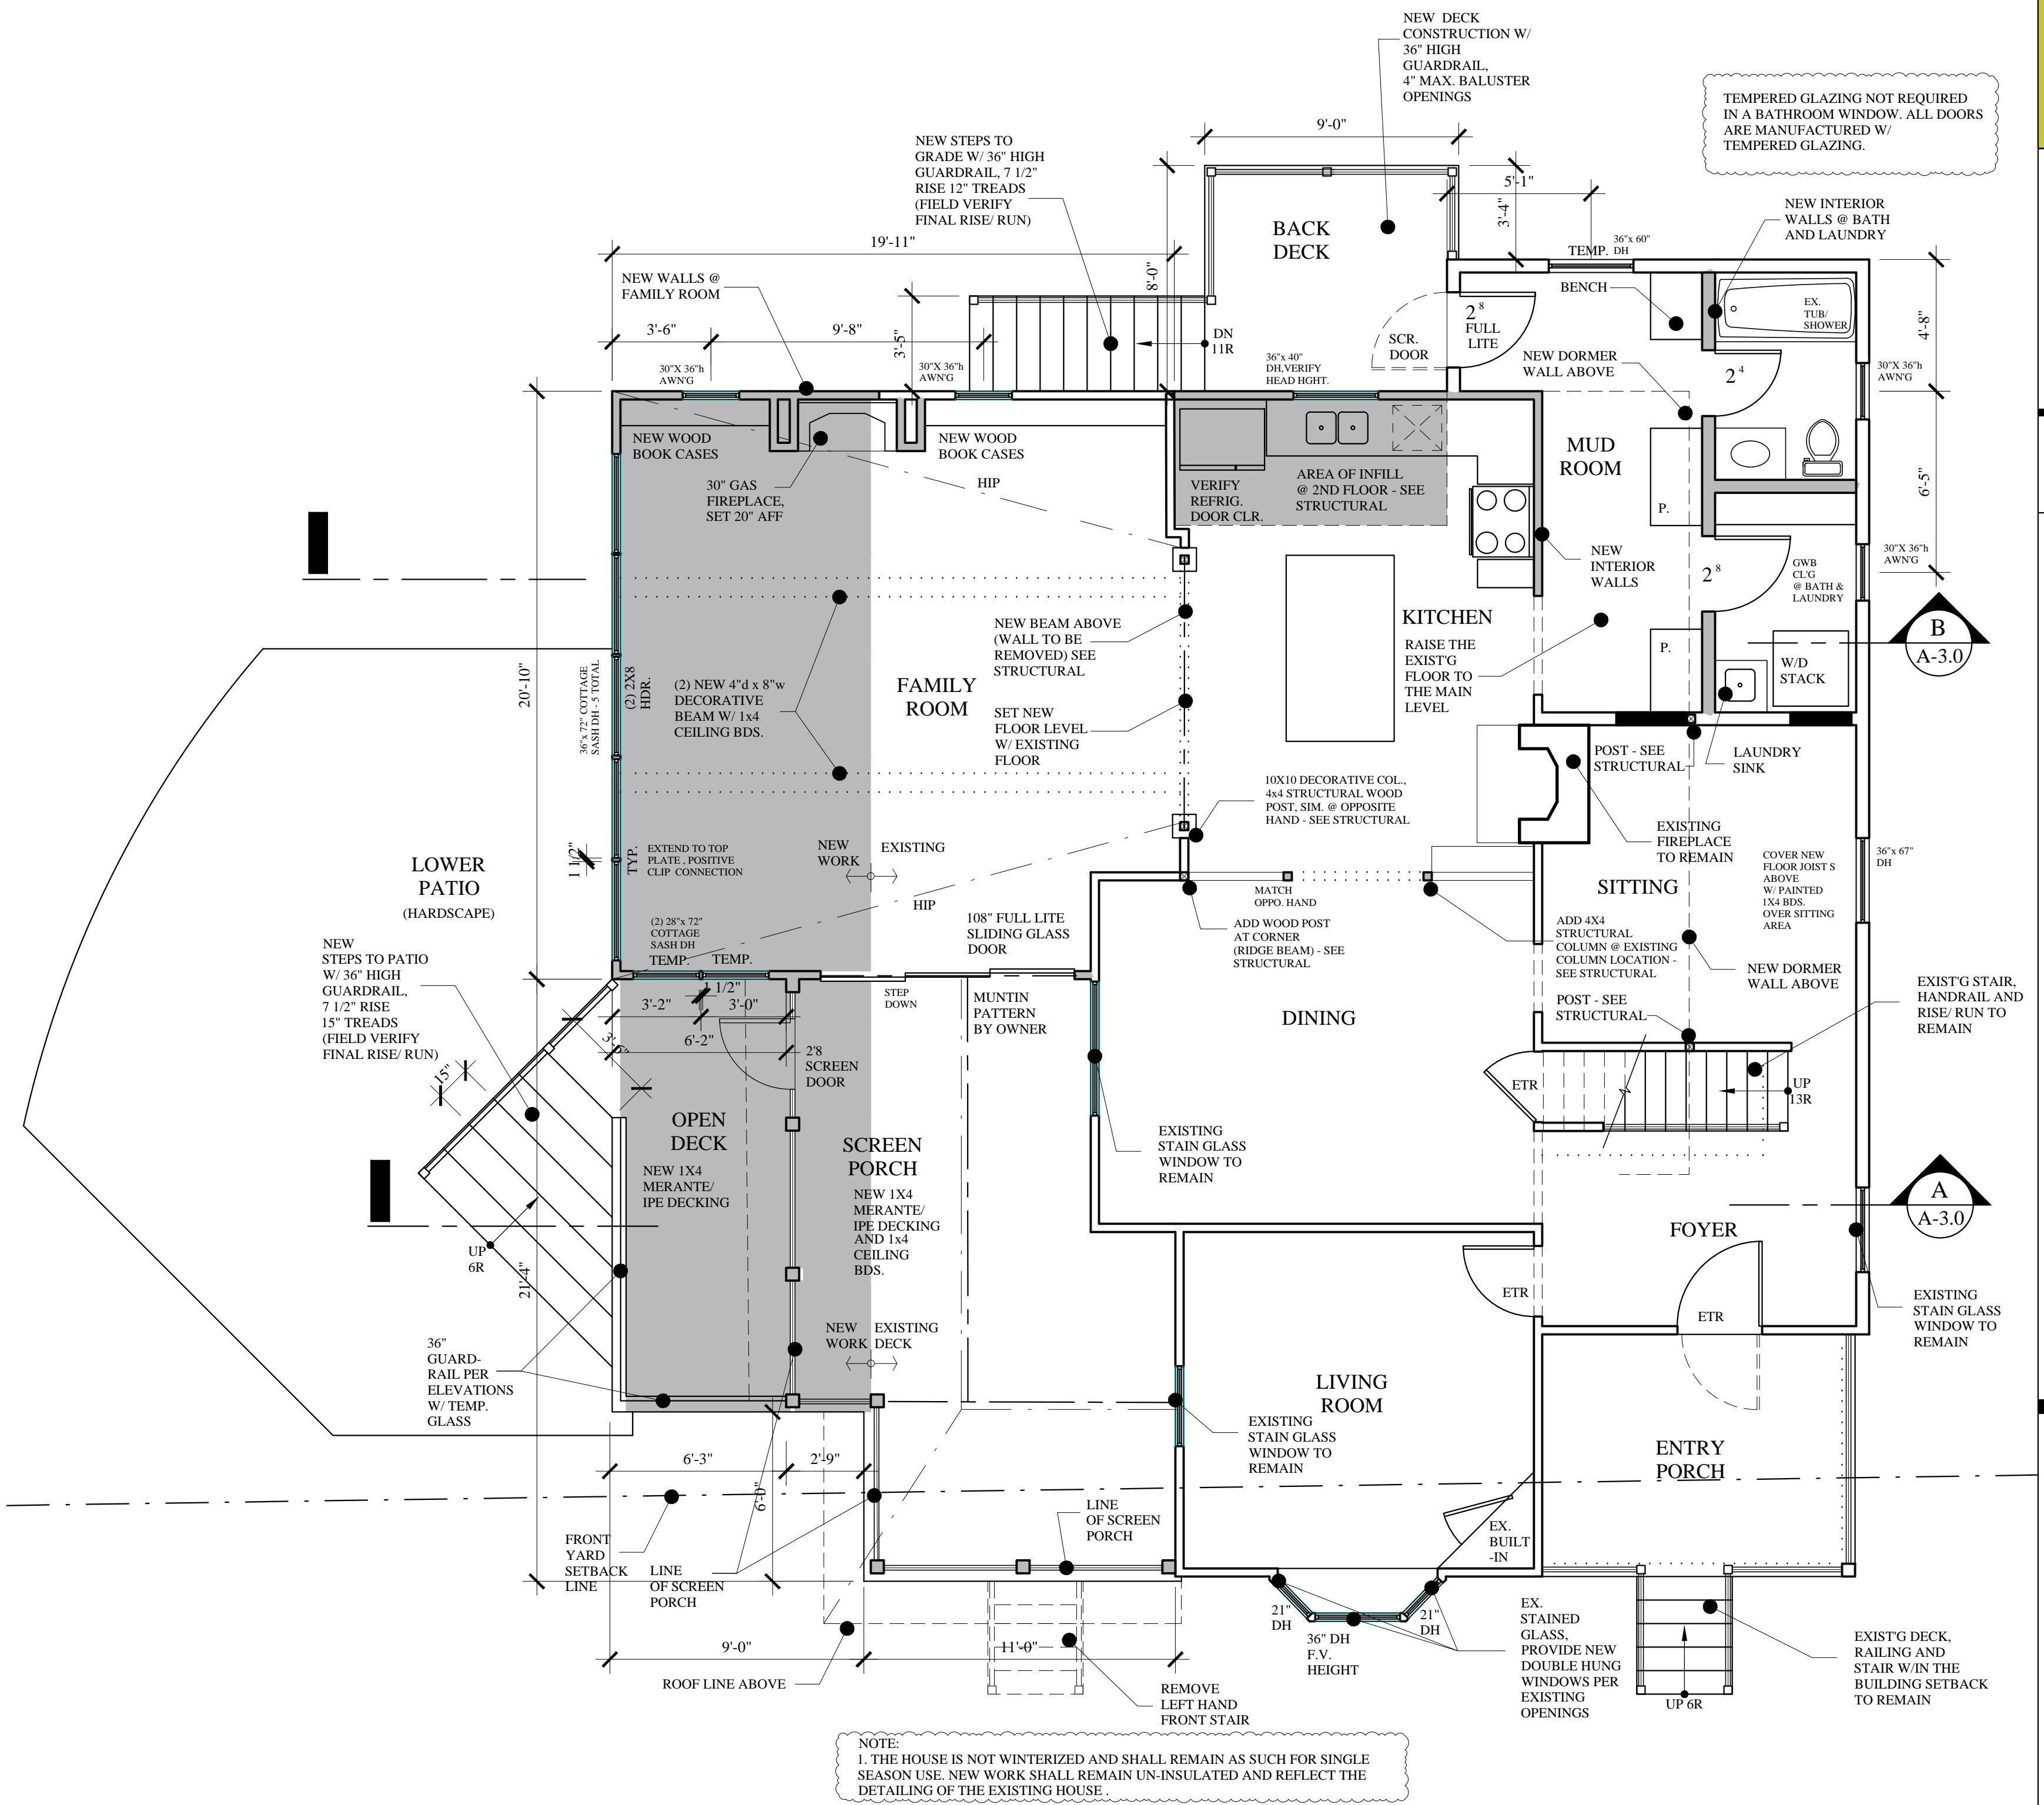 NEW DECK
CONSTRUCTION W/
36" HIGH
GUARDRAIL,
4" MAX. BALUSTER
OPENINGS
TEMPERED GLAZING NOT REQUIRED
IN A BATHROOM WINDOW. ALL DOORS
ARE MANUFACTURED W/
TEMPERED GLAZING.
NEW STEPS TO
GRADE W/ 36" HIGH
GUARDRAIL, 7 1/2"
RISE 12" TREADS
(FIELD VERIFY
FINAL RISE/ RUN)
9'-0"
5'-1"
3'-4"
NEW INTERIOR
WALLS @ BATH
AND LAUNDRY
BACK
DECK
19'-11"
8'-0"
TEMP.
36"x 60"
DH
NEW WALLS @
FAMILY ROOM
BENCH
EX.
TUB/
SHOWER
4'-8"
3'-6"
9'-8"
3'-5"
DN
11R
SCR.
DOOR
2 8
FULL
LITE
30"X 36"h
AWN'G
30"X 36"h
AWN'G
36"x 40"
DH,VERIFY
HEAD HGHT.
NEW DORMER
WALL ABOVE
2 4
30"X 36"h
AWN'G
NEW WOOD
BOOK CASES
NEW WOOD
BOOK CASES
MUD
ROOM
30" GAS
FIREPLACE,
SET 20" AFF
HIP
VERIFY
REFRIG.
DOOR CLR.
AREA OF INFILL
@ 2ND FLOOR - SEE
STRUCTURAL
P.
6'-5"
NEW
INTERIOR
WALLS
2 8
GWB
CL'G
@ BATH &
LAUNDRY
30"X 36"h
AWN'G
KITCHEN
NEW BEAM ABOVE
(WALL TO BE
REMOVED) SEE
STRUCTURAL
RAISE THE
EXIST'G
FLOOR TO
THE MAIN
LEVEL
P.
W/D
STACK
B
A-3.0
20'-10"
36"x 72" COTTAGE
SASH DH - 5 TOTAL
(2) 2X8
HDR.
(2) NEW 4"d x 8"w
DECORATIVE
BEAM W/ 1x4
CEILING BDS.
FAMILY
ROOM
SET NEW
FLOOR LEVEL
W/ EXISTING
FLOOR
POST - SEE
STRUCTURAL
LAUNDRY
SINK
10X10 DECORATIVE COL.,
4x4 STRUCTURAL WOOD
POST, SIM. @ OPPOSITE
HAND - SEE STRUCTURAL
EXISTING
FIREPLACE
TO REMAIN
COVER NEW
FLOOR JOIST S
ABOVE
W/ PAINTED
1X4 BDS.
OVER SITTING
AREA
36"x 67"
DH
LOWER
PATIO
(HARDSCAPE)
1 1/2"
TYP.
EXTEND TO TOP
PLATE , POSITIVE
CLIP CONNECTION
NEW
WORK
EXISTING
SITTING
HIP
MATCH
OPPO. HAND
(2) 28"x 72"
COTTAGE
SASH DH
TEMP.
TEMP.
108" FULL LITE
SLIDING GLASS
DOOR
ADD WOOD POST
AT CORNER
(RIDGE BEAM) - SEE
STRUCTURAL
ADD 4X4
STRUCTURAL
COLUMN @ EXISTING
COLUMN LOCATION -
SEE STRUCTURAL
NEW DORMER
WALL ABOVE
NEW
STEPS TO PATIO
W/ 36" HIGH
GUARDRAIL,
7 1/2" RISE
15" TREADS
(FIELD VERIFY
FINAL RISE/ RUN)
1 1/2"
3'-2"
3'-0"
6'-2"
STEP
DOWN
MUNTIN
PATTERN
BY OWNER
DINING
POST - SEE
STRUCTURAL
EXIST'G STAIR,
HANDRAIL AND
RISE/ RUN TO
REMAIN
3'-6"
15"
2'8
SCREEN
DOOR
ETR
UP
13R
OPEN
DECK
NEW 1X4
MERANTE/
IPE DECKING
SCREEN
PORCH
NEW 1X4
MERANTE/
IPE DECKING
AND 1x4
CEILING
BDS.
EXISTING
STAIN GLASS
WINDOW TO
REMAIN
A
A-3.0
FOYER
UP
6R
21'-4"
ETR
ETR
EXISTING
STAIN GLASS
WINDOW TO
REMAIN
36"
GUARD-
RAIL PER
ELEVATIONS
W/ TEMP.
GLASS
NEW
WORK
EXISTING
DECK
LIVING
ROOM
EXISTING
STAIN GLASS
WINDOW TO
REMAIN
ENTRY
PORCH
6'-3"
2'-9"
6'-0"
FRONT
YARD
SETBACK
LINE
LINE
OF SCREEN
PORCH
LINE
OF SCREEN
PORCH
EX.
BUILT
-IN
21"
DH
36" DH
F.V.
HEIGHT
21"
DH
EX.
STAINED
GLASS,
PROVIDE NEW
DOUBLE HUNG
WINDOWS PER
EXISTING
OPENINGS
EXIST'G DECK,
RAILING AND
STAIR W/IN THE
BUILDING SETBACK
TO REMAIN
UP 6R
9'-0"
11'-0"
ROOF LINE ABOVE
REMOVE
LEFT HAND
FRONT STAIR
NOTE:
1. THE HOUSE IS NOT WINTERIZED AND SHALL REMAIN AS SUCH FOR SINGLE
SEASON USE. NEW WORK SHALL REMAIN UN-INSULATED AND REFLECT THE
DETAILING OF THE EXISTING HOUSE .